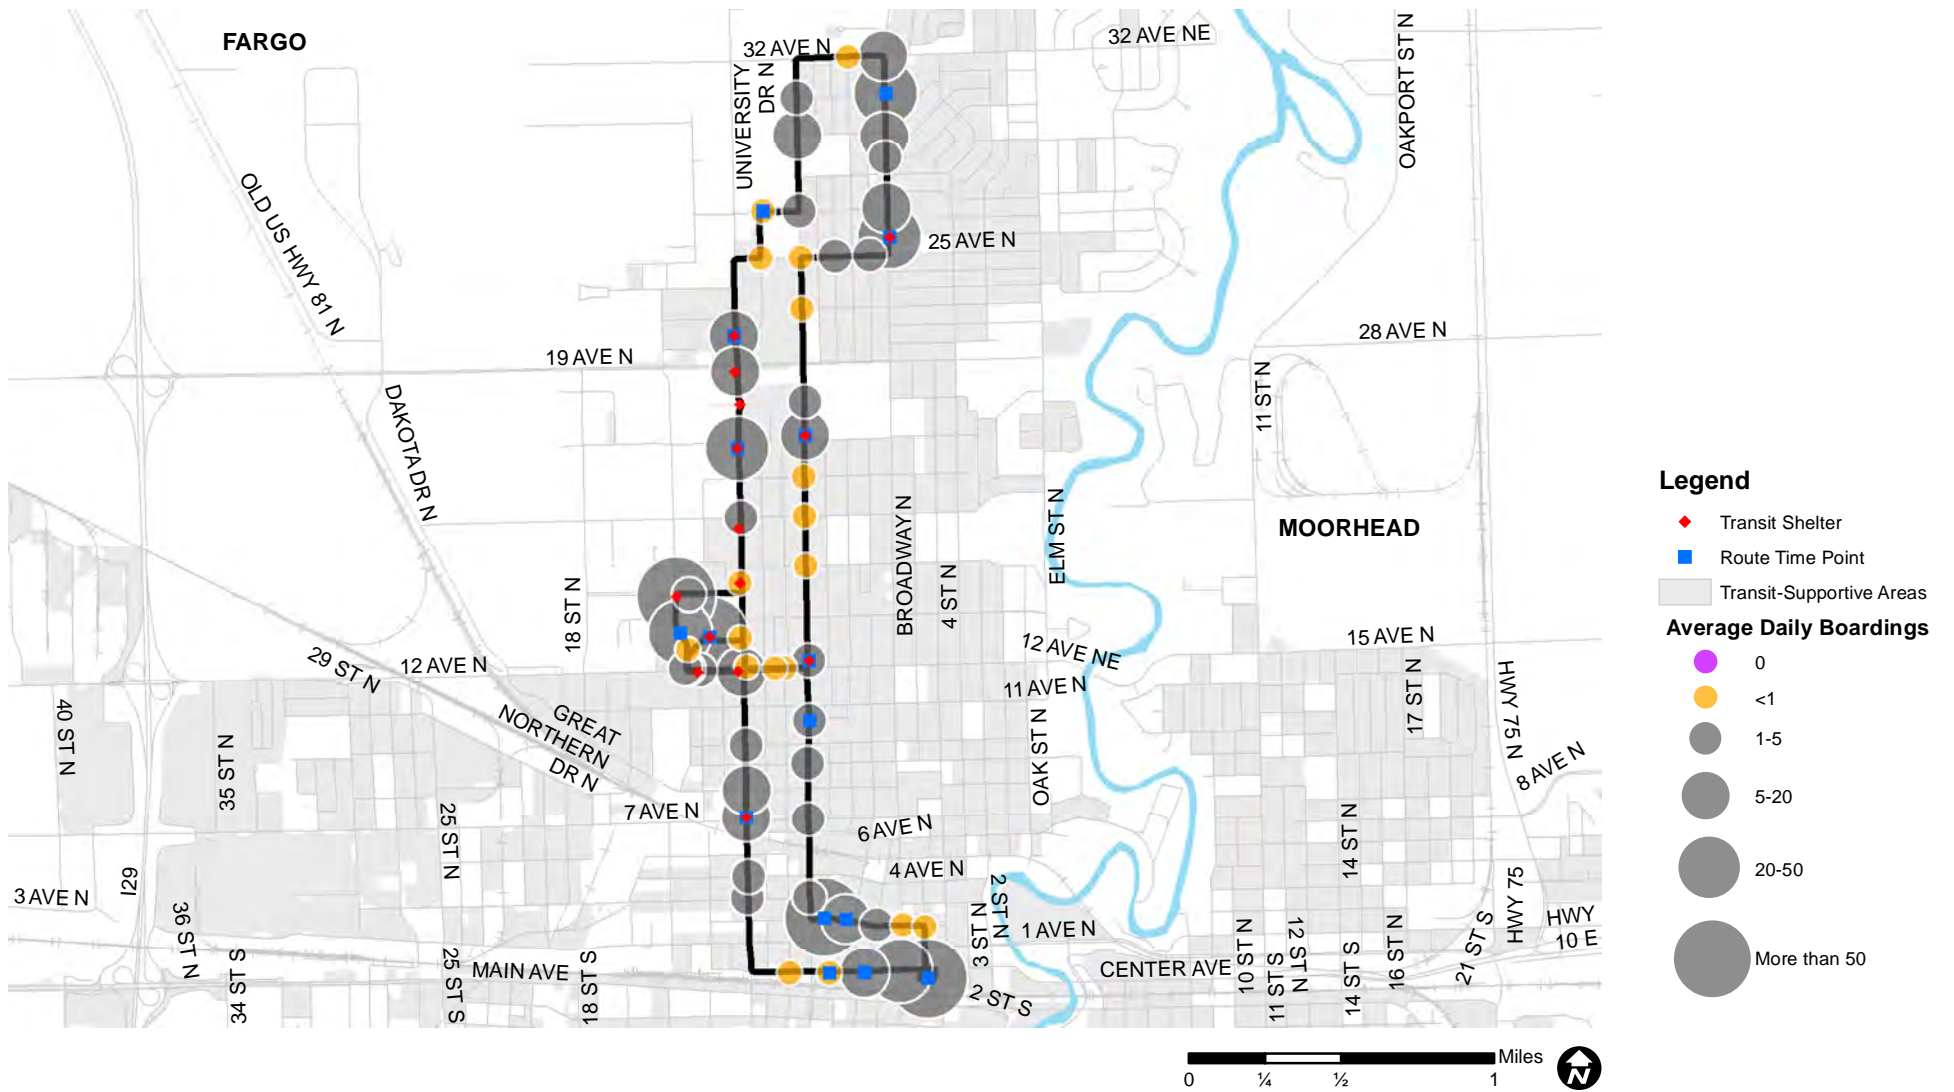 FARGO
32 AVE N
32 AVE NE
UNIVERSITY
DR N
OAKPORT ST N
OLD US HWY 81 N
25 AVE N
19 AVE N
28 AVE N
DAKOTA DR N
11 ST N
MOORHEAD
BROADWAY N
ELM ST N
4 ST N
18 ST N
12 AVE N
29 ST N
12 AVE NE
11 AVE N
15 AVE N
17 ST N
HWY 75 N
40 ST N
35 ST N
GREAT
NORTHERN
DR N
OAK ST N
8 AVE N
7 AVE N
6 AVE N
25 ST N
14 ST N
4 AVE N
3 AVE N
I29
36 ST N
34 ST S
25 ST S
MAIN AVE
18 ST S
2 ST N
3 ST N
1 AVE N
2 ST S
CENTER AVE
10 ST N
11 ST S
12 ST N
14 ST S
16 ST N
21 ST S
HWY 75
HWY
10 E
Legend
Transit Shelter
Route Time Point
Transit-Supportive Areas
Average Daily Boardings
0
<1
1-5
5-20
20-50
More than 50
Miles
0
¼
½
1
N